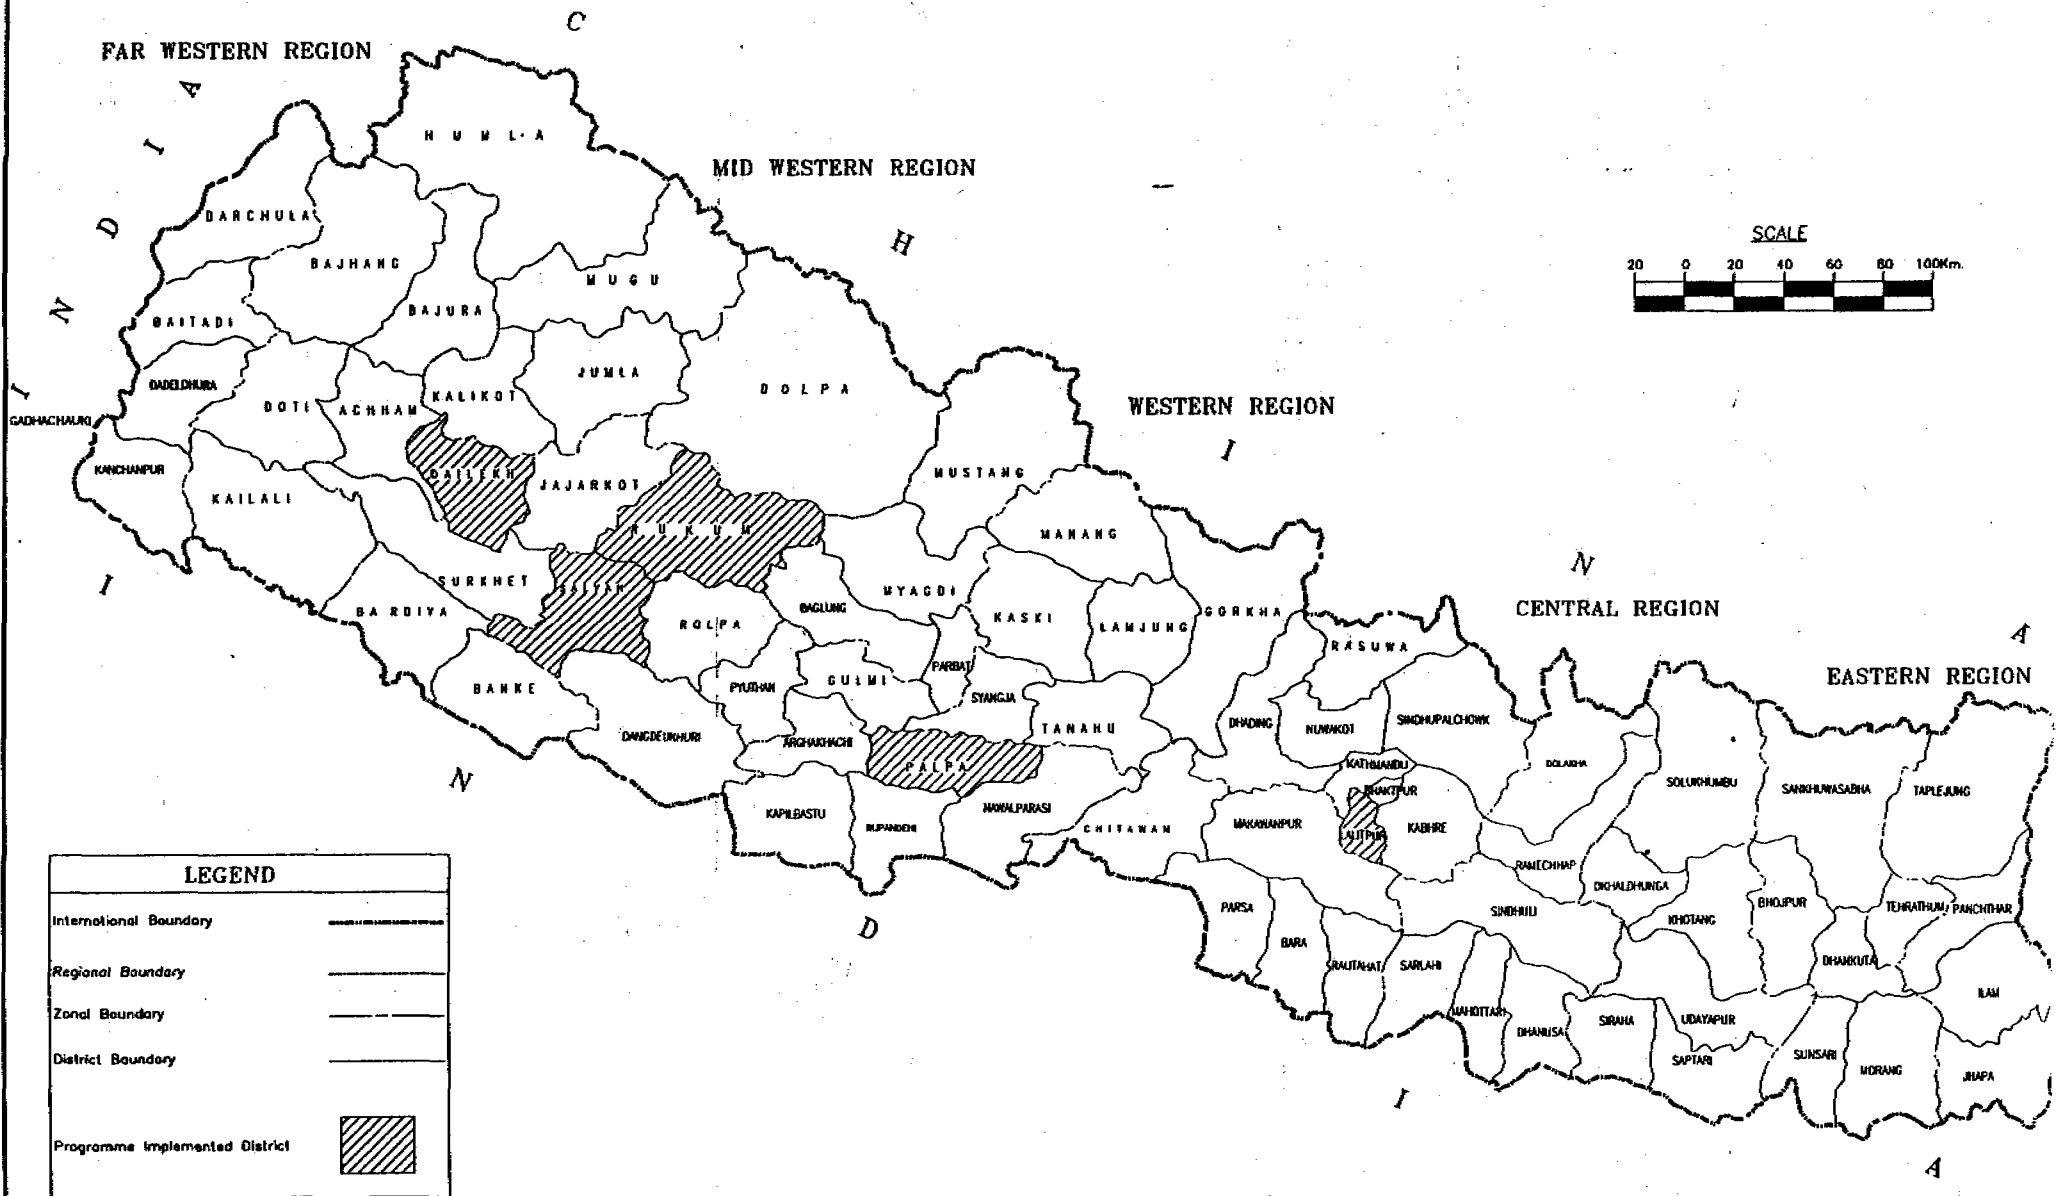 C
FAR WESTERN REGION
A
HUMLA
I
MID WESTERN REGION
DARCHULA
D
SCALE
H
BAJHANG
20 0 20 40 60 80 100Km.
MUGU
N
BAJURA
BAITADI
JUMLA
DADELDHURA
I
DOLPA
KALIKOT
DOTI
ACHHAM
WESTERN REGION
GADHACHAUKI
I
KANCHANPUR
DAILEKH
MUSTANG
JAJARKOT
KAILALI
RUKUM
MANANG
N
I
SURKHET
SALYAN
MYAGDI
BARDIYA
BAGLUNG
GORKHA
CENTRAL REGION
KASKI
ROLPA
LAMJUNG
A
RASUWA
PARBAT
EASTERN REGION
BANKE
PYUTHAN
GULMI
SYANGJA
DHADING
SINDHUPALCHOWK
TANAHU
NUWAKOT
DANGDEUKHURI
ARGHAKHACHI
PALPA
KATHMANDU
DOLAKHA
N
SOLUKHUMBU
SANKHUWASABHA
TAPLEJUNG
BHAKTPUR
NAWALPARASI
KAPILBASTU
RUPANDEHI
CHITAWAN
MAKAWANPUR
LALITPUR
KABHRE
RAMECHHAP
OKHALDHUNGA
LEGEND
PARSA
SINDHULI
KHOTANG
BHOJPUR
TEHRATHUM
PANCHTHAR
International Boundary
D
BARA
RAUTAHAT
SARLAHI
DHANKUTA
Regional Boundary
ILAM
Zonal Boundary
MAHOTTARI
DHANUSA
SIRAHA
UDAYAPUR
District Boundary
SAPTARI
SUNSARI
MORANG
JHAPA
I
Programme Implemented District
A